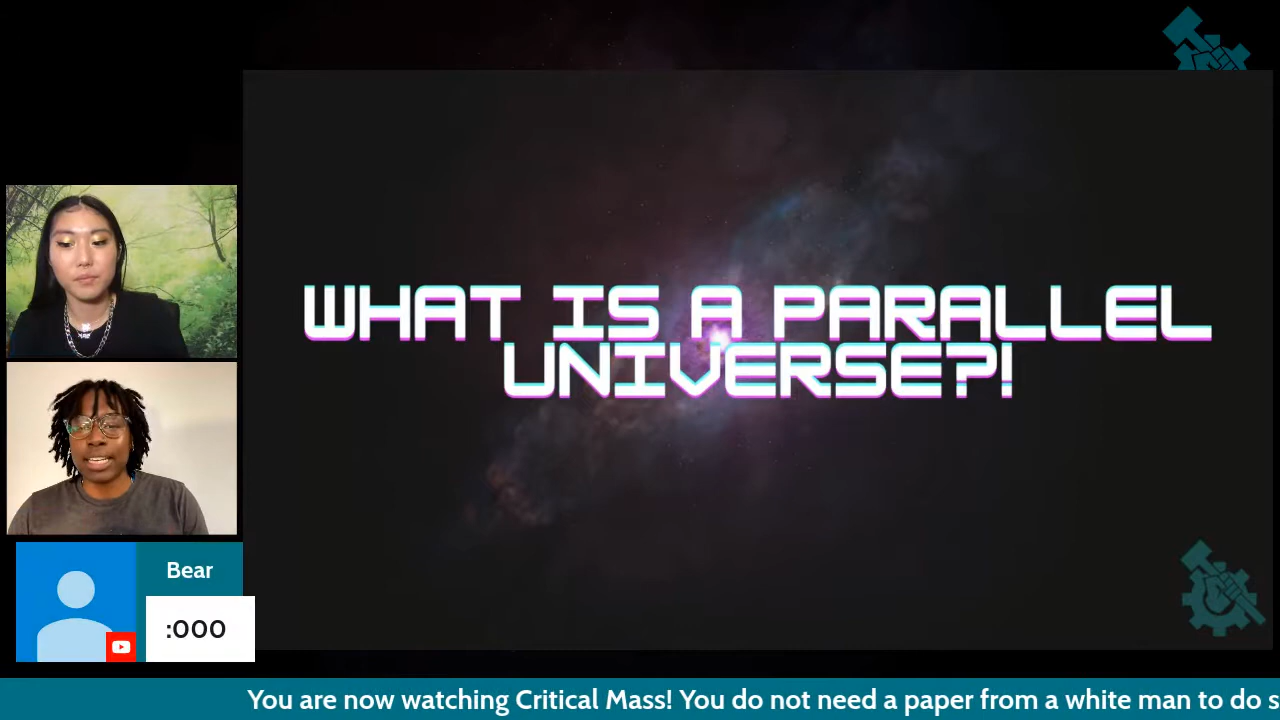 WHAT IS A PARALLEL
UNIVERSE?!
Bear
:000
You are now watching Critical Mass! You do not need a paper from a white man to do s